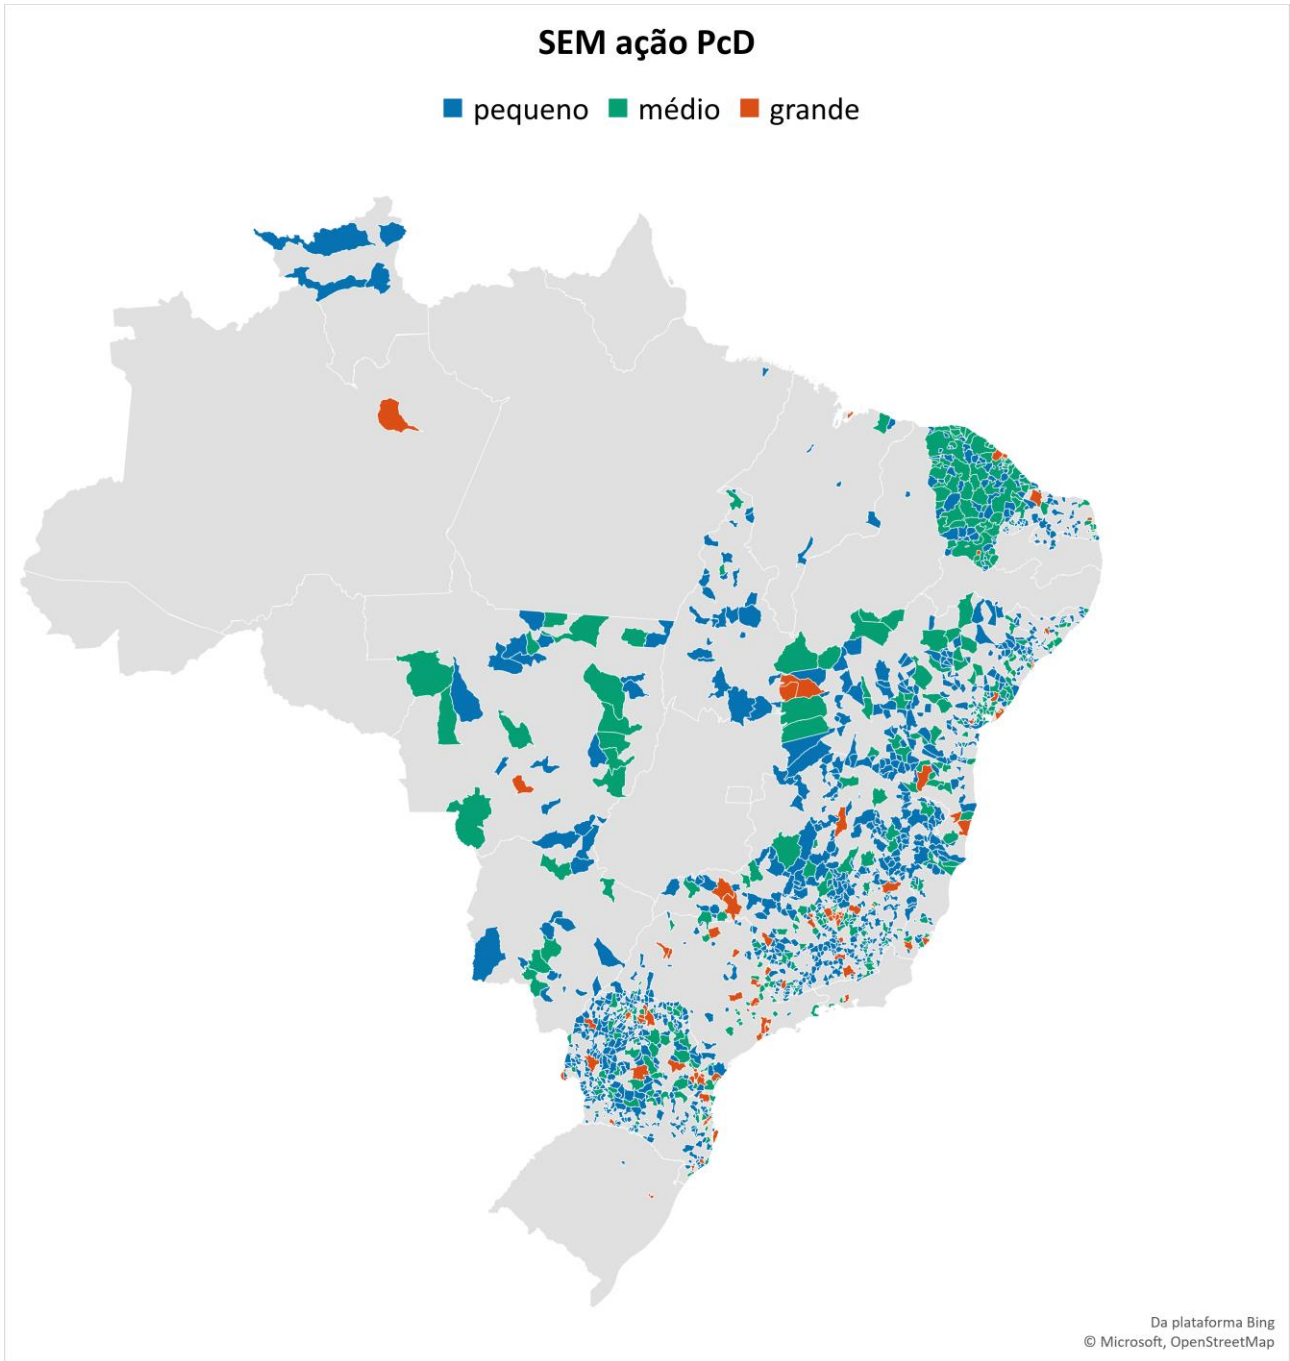 SEM ação PcD
pequeno médio grande
Da plataforma Bing
© Microsoft, OpenStreetMap